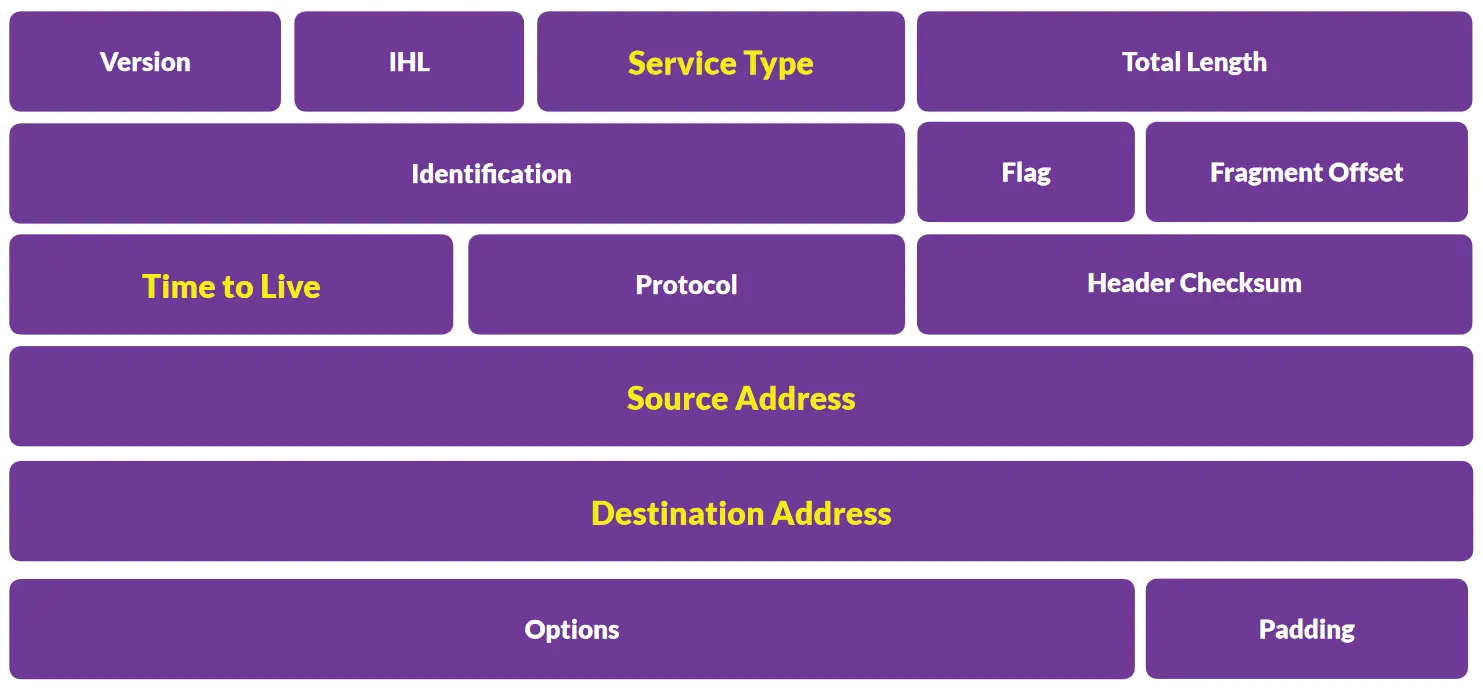 Version
IHL
Service Type
Total Length
Identification
Flag
Fragment Offset
Time to Live
Protocol
Header Checksum
Source Address
Destination Address
Options
Padding